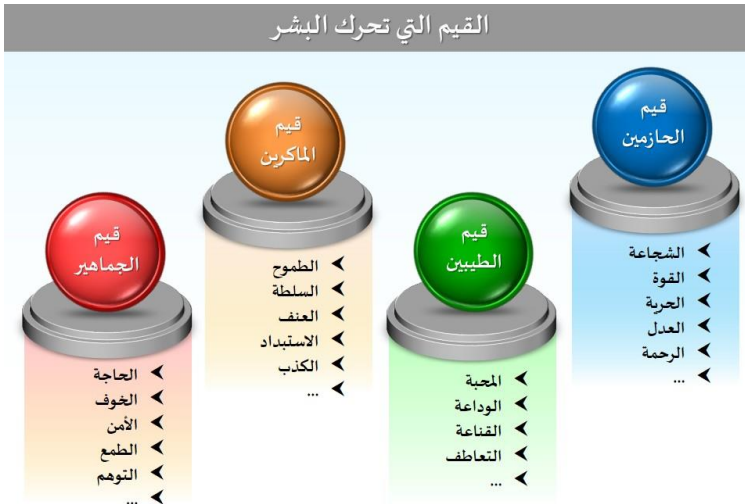 القيم التي تحرك البشر
قيم
الحازمين
الشجاعة
القوة
الحرية
العدل
الرحمة
...
قيم
الطيبين
المحبة
الوداعة
القناعة
التعاطف
...
قيم
الماكرين
الطموح
السلطة
العنف
الاستبداد
الكذب
...
قيم
الجماهير
الحاجة
الخوف
الأمن
الطمع
التوهم
...